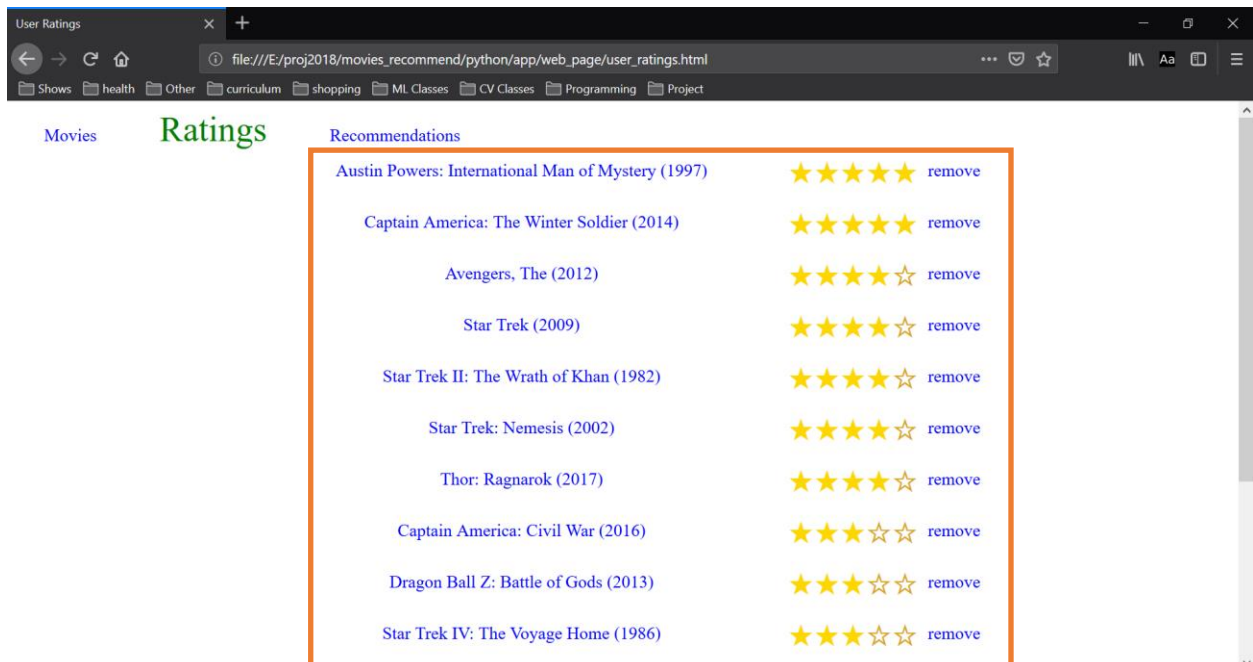 User Ratings
file:///E:/proj2018/movies_recommend/python/app/web_page/user_ratings.html
Aa
Shows health Other curriculum shopping ML Classes CV Classes Programming Project
Movies Ratings Recommendations
Austin Powers: International Man of Mystery (1997) remove
Captain America: The Winter Soldier (2014) remove
Avengers, The (2012) remove
Star Trek (2009) remove
Star Trek II: The Wrath of Khan (1982) remove
Star Trek: Nemesis (2002) remove
Thor: Ragnarok (2017) remove
Captain America: Civil War (2016) remove
Dragon Ball Z: Battle of Gods (2013) remove
Star Trek IV: The Voyage Home (1986) remove